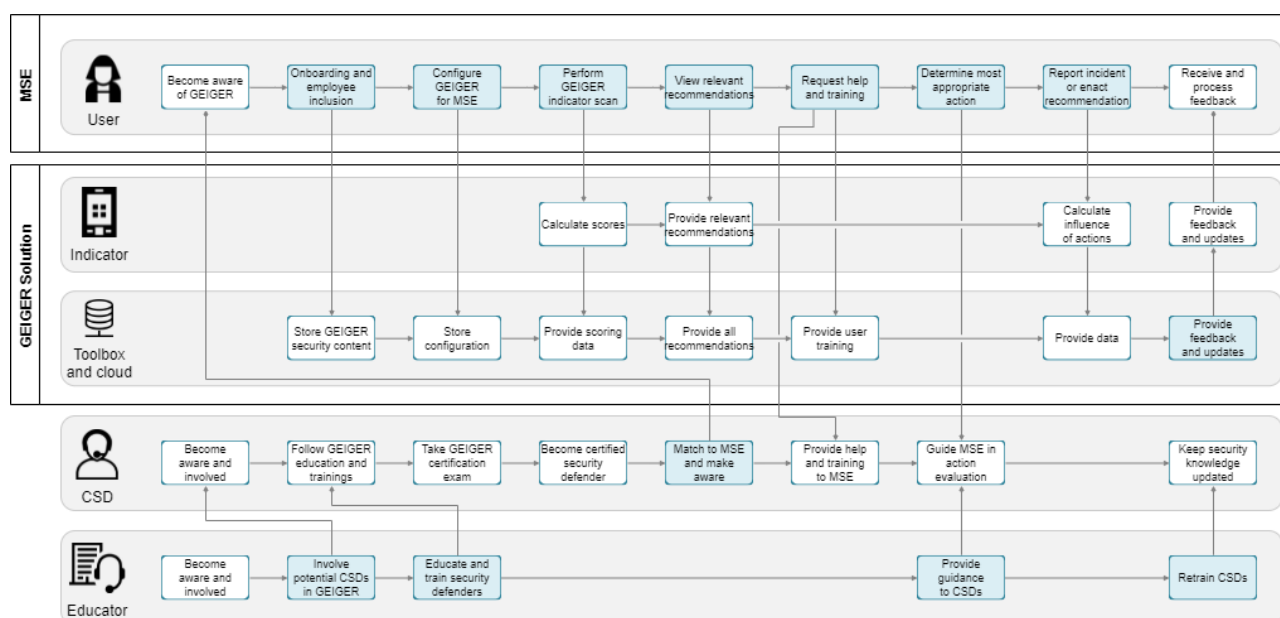 MSE
User
Become aware
of GEIGER
Onboarding and
employee
inclusion
Configure
GEIGER
for MSE
Perform
GEIGER
indicator scan
View relevant
recommendations
Request help
and training
Determine most
appropriate
action
Report incident
or enact
recommendation
Receive and
process
feedback
GEIGER Solution
Indicator
Calculate scores
Provide relevant
recommendations
Calculate
influence
of actions
Provide
feedback
and updates
Toolbox
and cloud
Store GEIGER
security content
Store
configuration
Provide scoring
data
Provide all
recommendations
Provide user
training
Provide data
Provide
feedback
and updates
CSD
Become
aware and
involved
Follow GEIGER
education and
trainings
Take GEIGER
certification
exam
Become certified
security
defender
Match to MSE
and make
aware
Provide help
and training
to MSE
Guide MSE in
action
evaluation
Keep security
knowledge
updated
Educator
Become
aware and
involved
Involve
potential CSDs
in GEIGER
Educate and
train security
defenders
Provide
guidance
to CSDs
Retrain CSDs